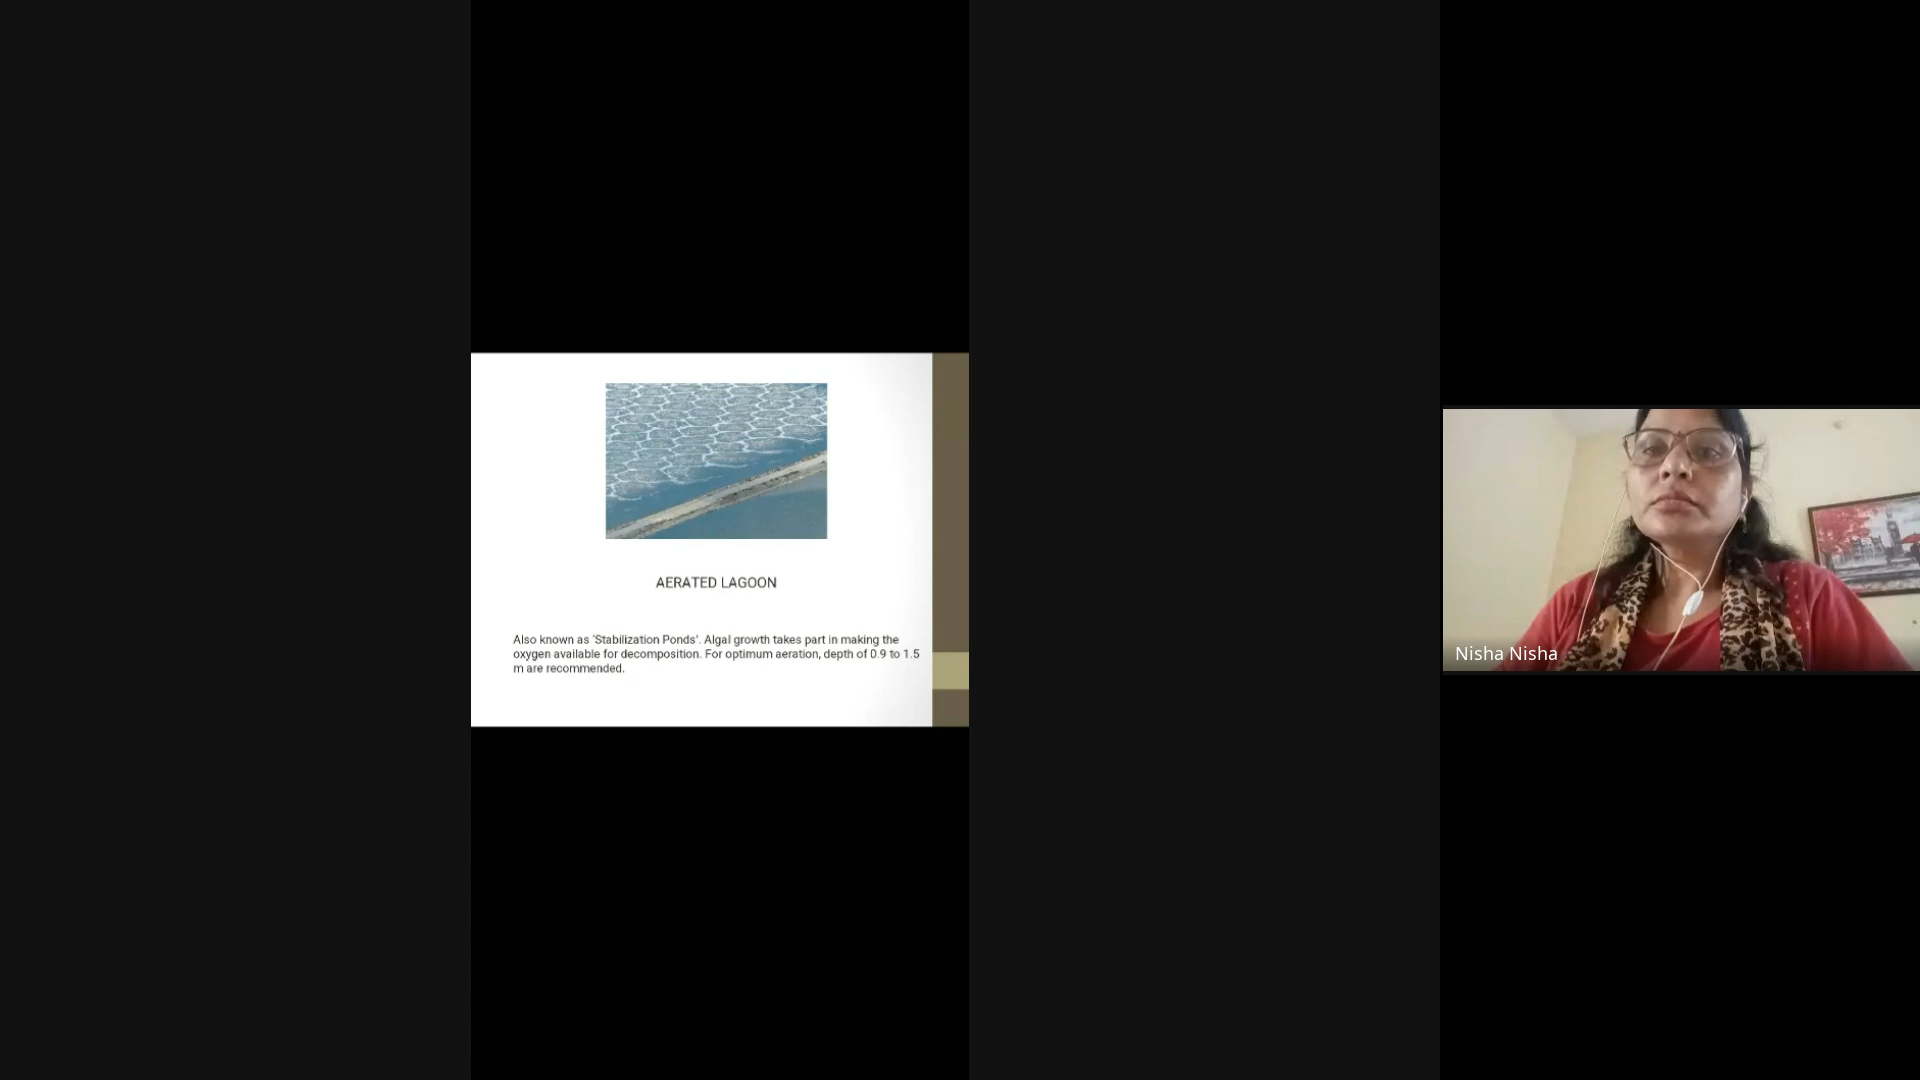 AERATED LAGOON
Also known as 'Stabilization Ponds'. Algal growth takes part in making the
oxygen available for decomposition. For optimum aeration, depth of 0.9 to 1.5
m are recommended.
Nisha Nisha